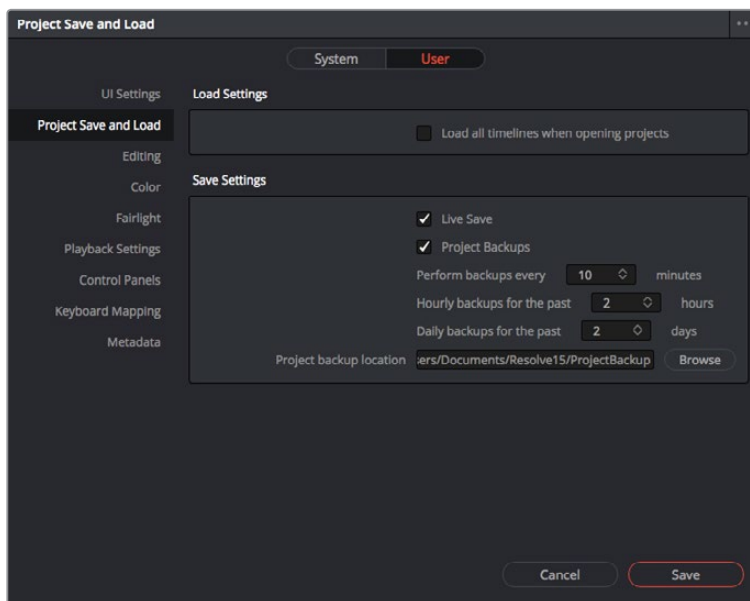 Project Save and Load
System User
UI Settings
Project Save and Load
Editing
Color
Fairlight
Playback Settings
Control Panels
Keyboard Mapping
Metadata
Load Settings
Load all timelines when opening projects
Save Settings
Live Save
Project Backups
Perform backups every 10 minutes
Hourly backups for the past 2 hours
Daily backups for the past 2 days
Project backup location ers/Documents/Resolve15/ProjectBackup Browse
Cancel Save